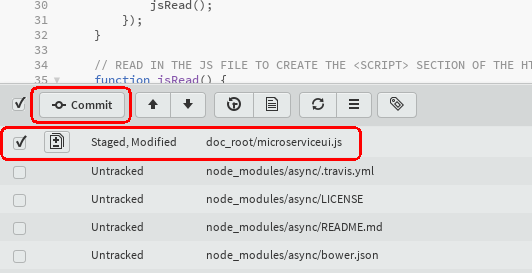 30 jsRead();
31 });
32 }
33
34 // READ IN THE JS FILE TO CREATE THE <SCRIPT> SECTION OF THE HT
35 function jsRead() {
Commit
Staged, Modified doc_root/microserviceui.js
Untracked node_modules/async/.travis.yml
Untracked node_modules/async/LICENSE
Untracked node_modules/async/README.md
Untracked node_modules/async/bower.json